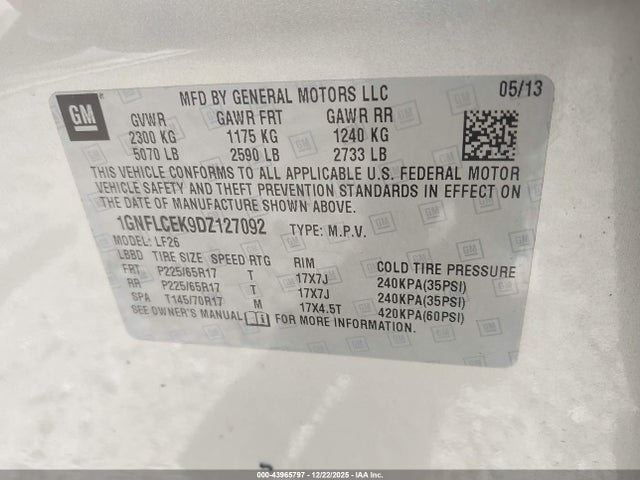 GM
MFD BY GENERAL MOTORS LLC 05/13
GVWR GAWR FRT GAWR RR
2300 KG 1175 KG 1240 KG
5070 LB 2590 LB 2733 LB
THIS VEHICLE CONFORMS TO ALL APPLICABLE U.S. FEDERAL MOTOR
VEHICLE SAFETY AND THEFT PREVENTION STANDARDS IN EFFECT ON
THE DATE OF MANUFACTURE SHOWN ABOVE.
1GNFLCEK9DZ127092 TYPE: M.P.V.
MODEL: LF26
LBBD TIRE SIZE SPEED RTG RIM COLD TIRE PRESSURE
FRT P225/65R17 T 17X7J 240KPA(35PSI)
RR P225/65R17 T 17X7J 240KPA(35PSI)
SPA T145/70R17 M 17X4.5T 420KPA(60PSI)
SEE OWNER'S MANUAL FOR MORE INFORMATION.
000-43965797 - 12/22/2025 - IAA Inc.